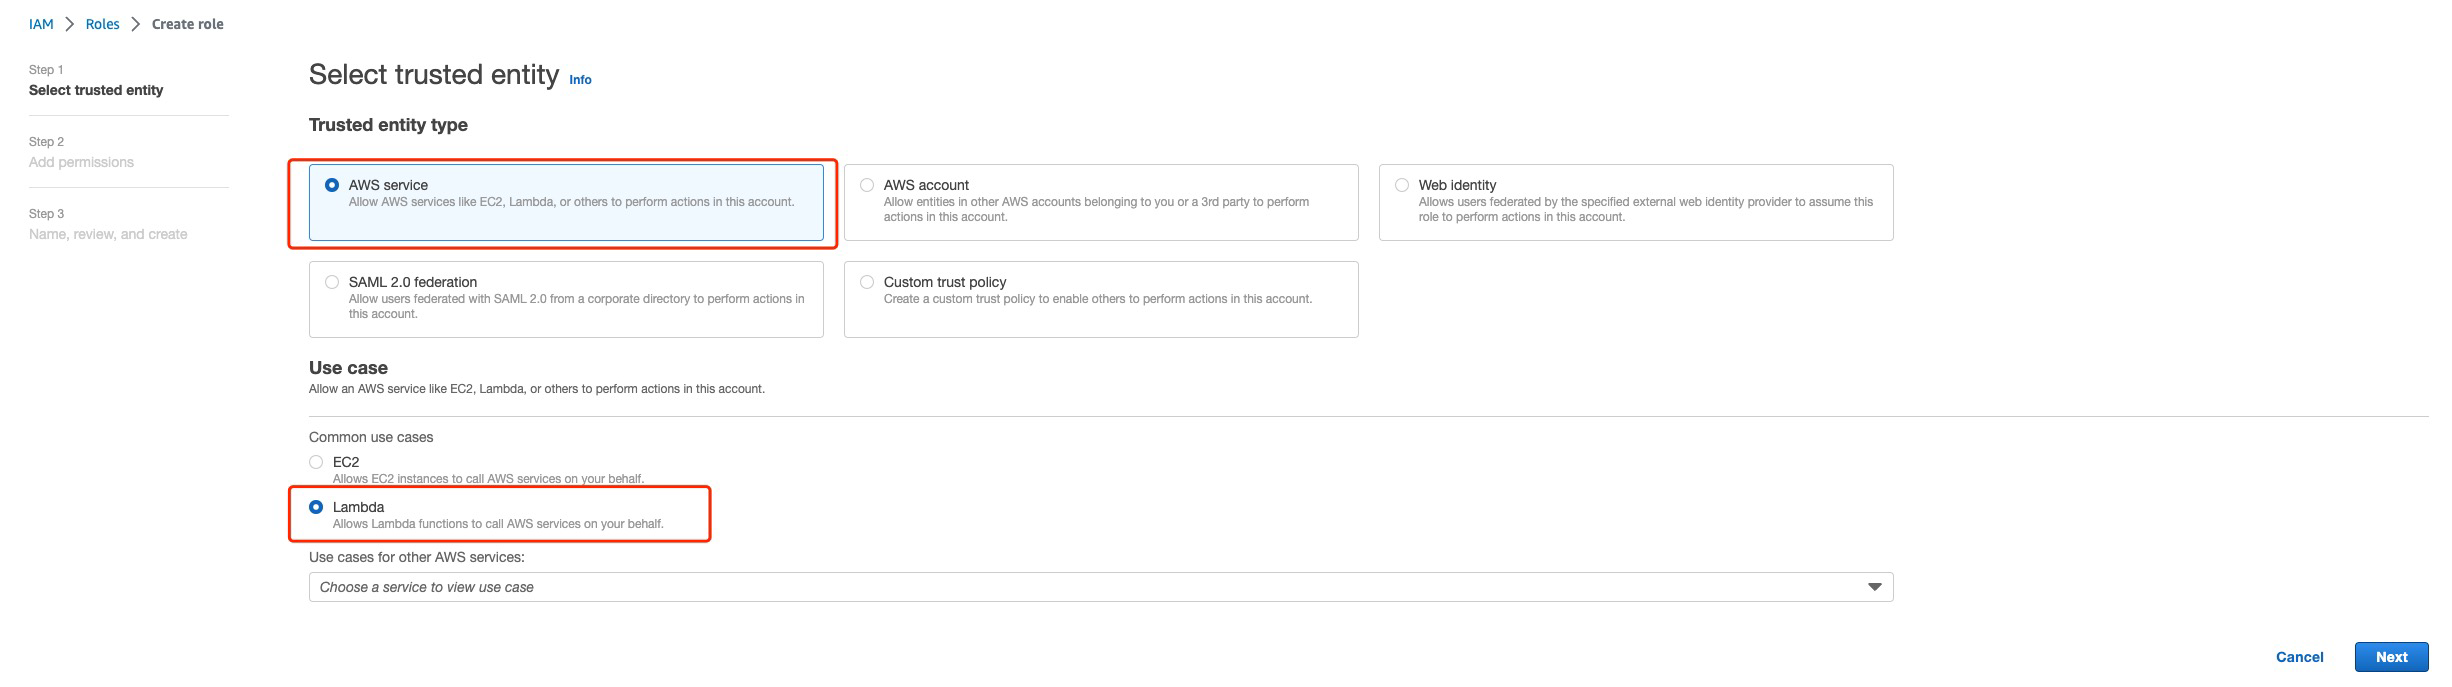 IAM > Roles > Create role
Step 1
Select trusted entity
Step 2
Add permissions
Step 3
Name, review, and create
Select trusted entity Info
Trusted entity type
AWS service
Allow AWS services like EC2, Lambda, or others to perform actions in this account.
AWS account
Allow entities in other AWS accounts belonging to you or a 3rd party to perform
actions in this account.
Web identity
Allows users federated by the specified external web identity provider to assume this
role to perform actions in this account.
SAML 2.0 federation
Allow users federated with SAML 2.0 from a corporate directory to perform actions in
this account.
Custom trust policy
Create a custom trust policy to enable others to perform actions in this account.
Use case
Allow an AWS service like EC2, Lambda, or others to perform actions in this account.
Common use cases
EC2
Allows EC2 instances to call AWS services on your behalf.
Lambda
Allows Lambda functions to call AWS services on your behalf.
Use cases for other AWS services:
Choose a service to view use case
Cancel
Next